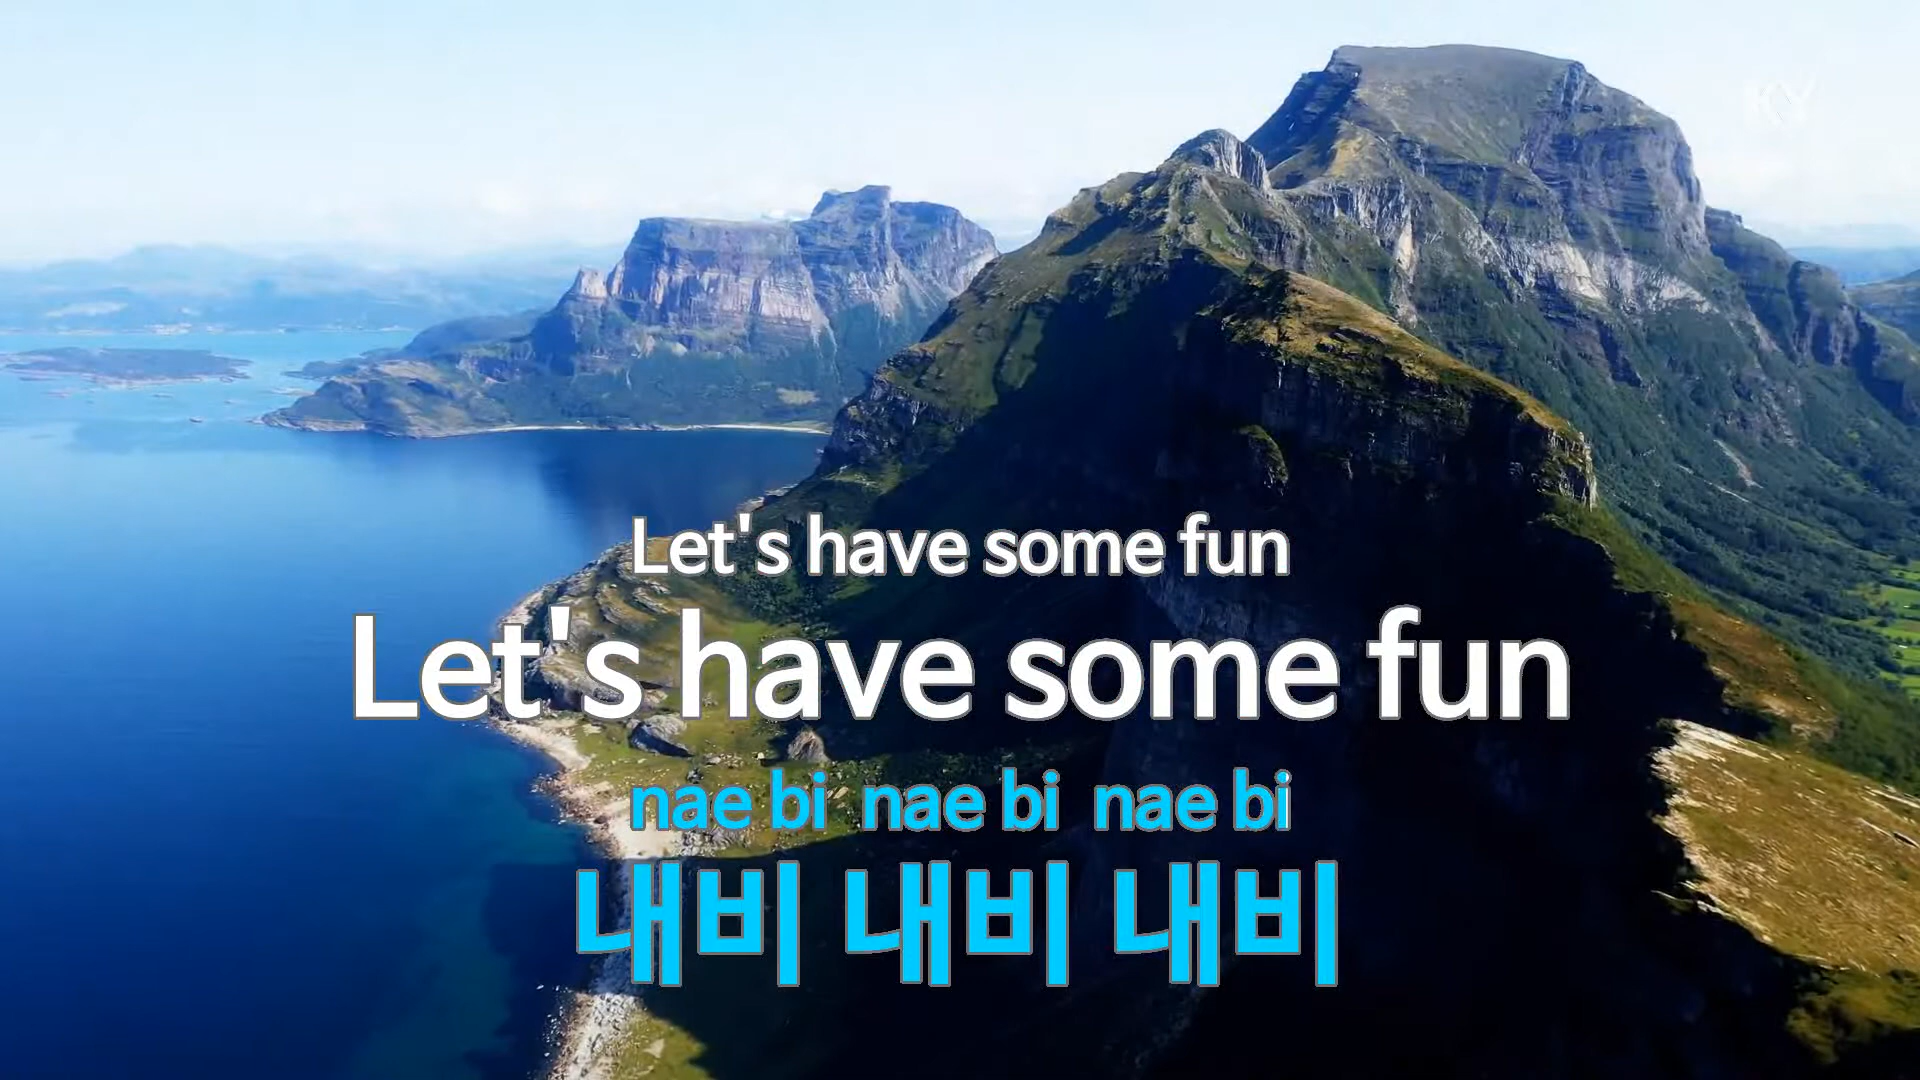 KY
Let's have some fun
Let's have some fun
nae bi nae bi nae bi
내비 내비 내비